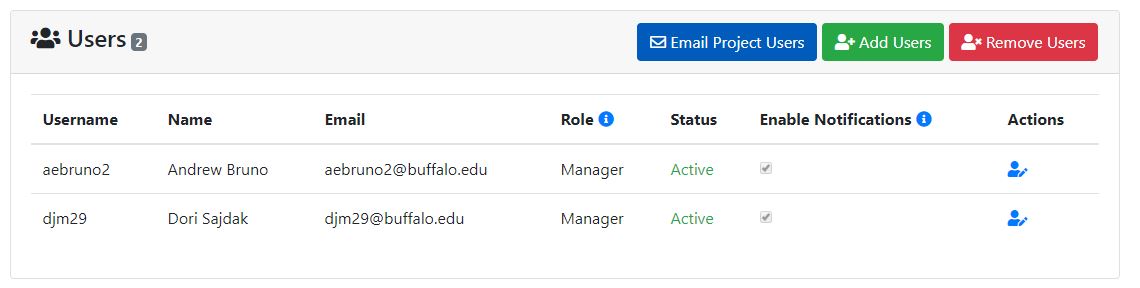 Users 2 Email Project Users Add Users Remove Users
Username Name Email Role Status Enable Notifications Actions
aebruno2 Andrew Bruno aebruno2@buffalo.edu Manager Active
djm29 Dori Sajdak djm29@buffalo.edu Manager Active